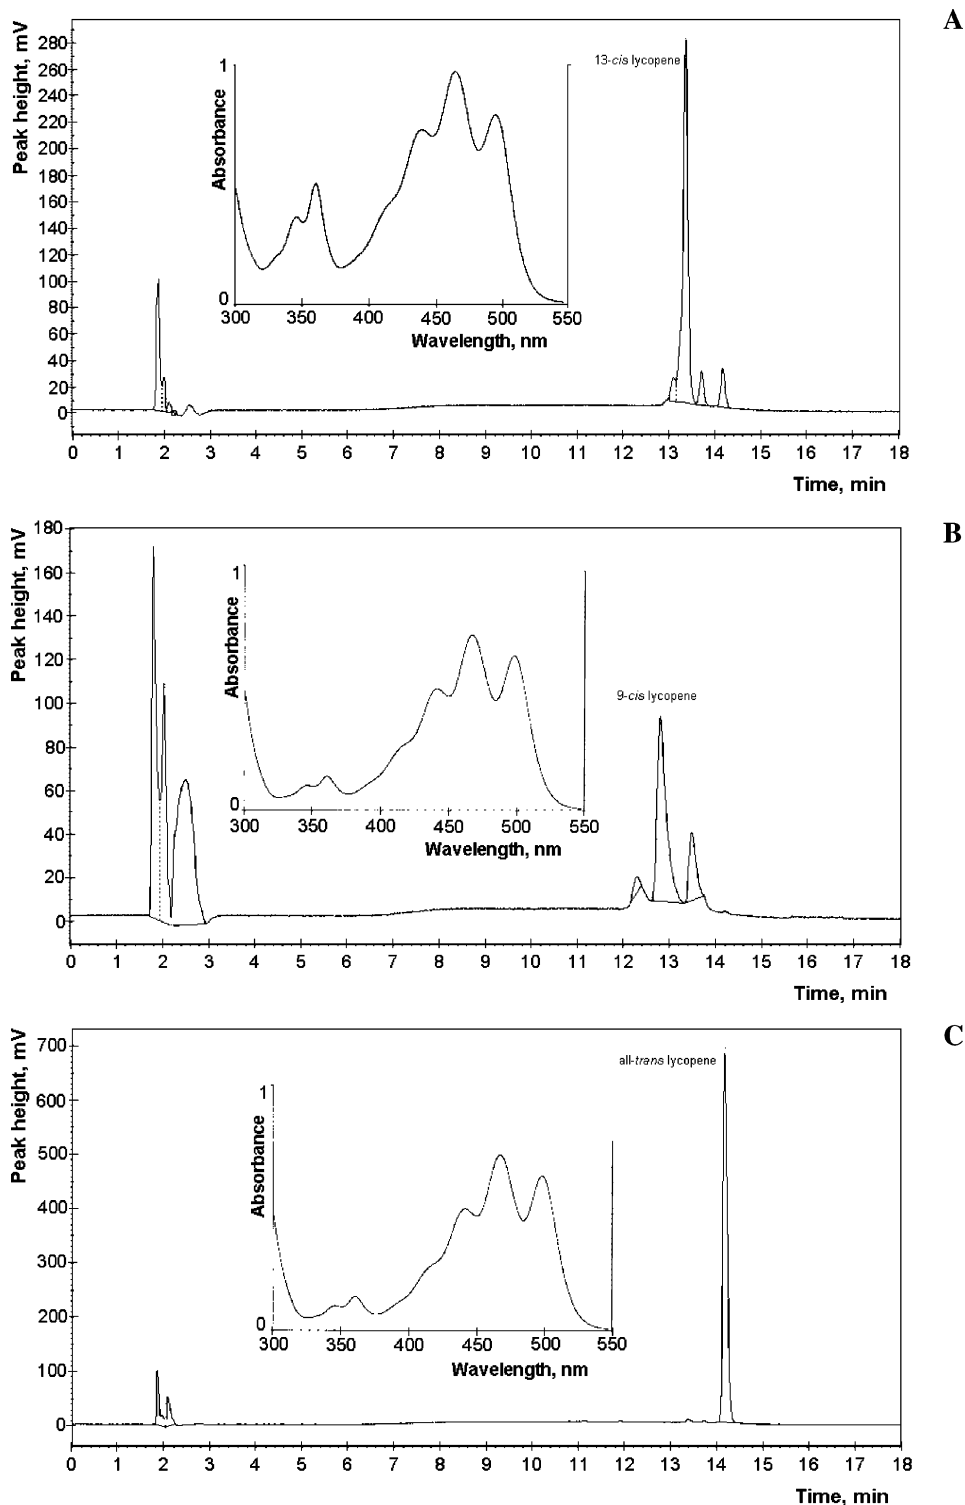 A
Peak height, mV
280
260
240
220
200
180
160
140
120
100
80
60
40
20
0
0 1 2 3 4 5 6 7 8 9 10 11 12 13 14 15 16 17 18
Time, min
13-cis lycopene
Absorbance
1
0
300 350 400 450 500 550
Wavelength, nm
B
Peak height, mV
180
160
140
120
100
80
60
40
20
0
0 1 2 3 4 5 6 7 8 9 10 11 12 13 14 15 16 17 18
Time, min
9-cis lycopene
Absorbance
1
0
300 350 400 450 500 550
Wavelength, nm
C
Peak height, mV
700
600
500
400
300
200
100
0
0 1 2 3 4 5 6 7 8 9 10 11 12 13 14 15 16 17 18
Time, min
all-trans lycopene
Absorbance
1
0
300 350 400 450 500 550
Wavelength, nm